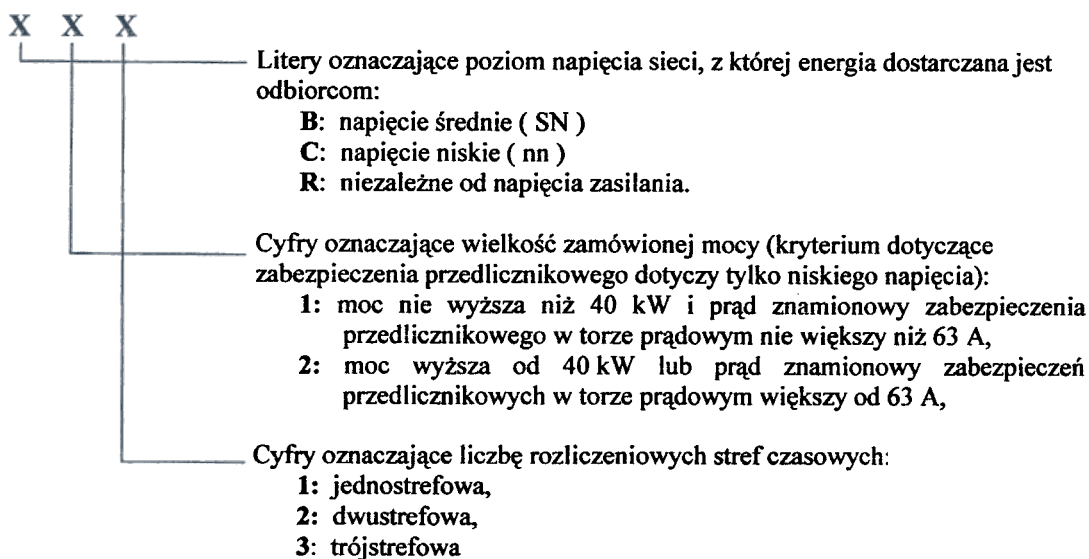 X X X
Litery oznaczające poziom napięcia sieci, z której energia dostarczana jest
odbiorcom:
B: napięcie średnie ( SN )
C: napięcie niskie ( nn )
R: niezależne od napięcia zasilania.
Cyfry oznaczające wielkość zamówionej mocy (kryterium dotyczące
zabezpieczenia przedlicznikowego dotyczy tylko niskiego napięcia):
1: moc nie wyższa niż 40 kW i prąd znamionowy zabezpieczenia
przedlicznikowego w torze prądowym nie większy niż 63 A,
2: moc wyższa od 40 kW lub prąd znamionowy zabezpieczeń
przedlicznikowych w torze prądowym większy od 63 A,
Cyfry oznaczające liczbę rozliczeniowych stref czasowych:
1: jednostrefowa,
2: dwustrefowa,
3: trójstrefowa